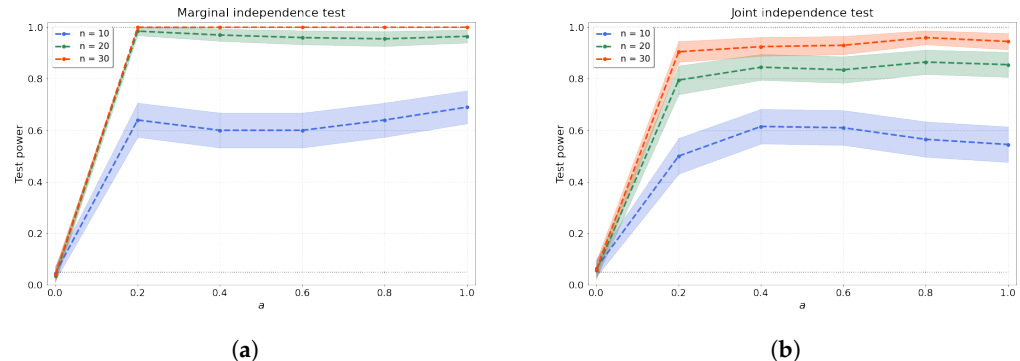 Marginal independence test
1.0
0.8
0.6
0.4
0.2
0.0
Test power
n = 10
n = 20
n = 30
0.0 0.2 0.4 0.6 0.8 1.0
a
(a)
Joint independence test
1.0
0.8
0.6
0.4
0.2
0.0
Test power
n = 10
n = 20
n = 30
0.0 0.2 0.4 0.6 0.8 1.0
a
(b)